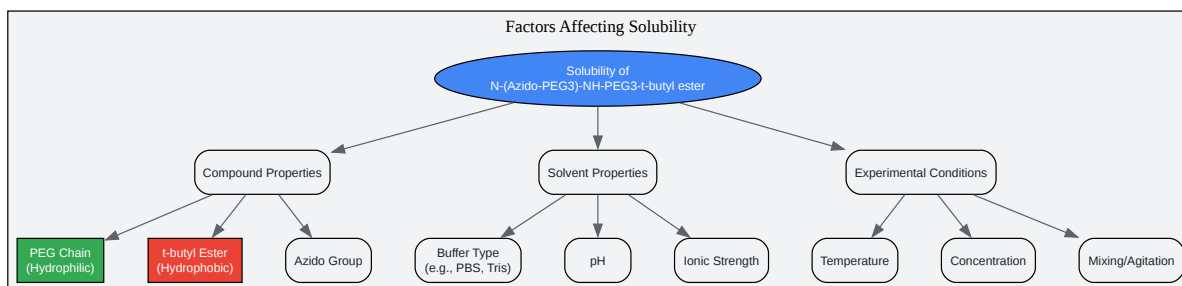 Factors Affecting Solubility
Solubility of
N-(Azido-PEG3)-NH-PEG3-t-butyl ester
Compound Properties
Solvent Properties
Experimental Conditions
PEG Chain
(Hydrophilic)
t-butyl Ester
(Hydrophobic)
Azido Group
Buffer Type
(e.g., PBS, Tris)
pH
Ionic Strength
Temperature
Concentration
Mixing/Agitation